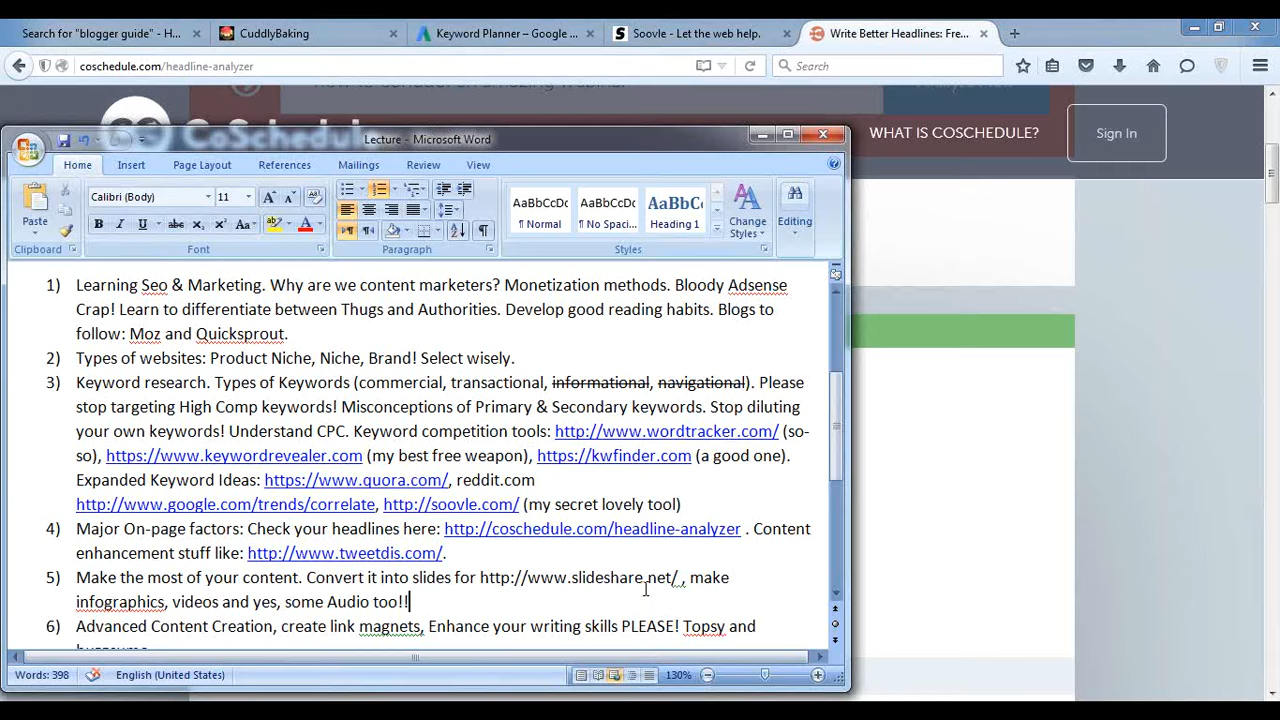 Search for "blogger guide" - H...
CuddlyBaking
Keyword Planner – Google ...
Soovle - Let the web help.
Write Better Headlines: Fre...
coschedule.com/headline-analyzer
Search
CoSchedule
WHAT IS COSCHEDULE?
Sign In
Lecture - Microsoft Word
Home Insert Page Layout References Mailings Review View
Calibri (Body) 11
Paste
AaBbCcDc AaBbCcDc AaBbC
¶ Normal ¶ No Spaci... Heading 1
Change Styles
Editing
Clipboard Font Paragraph Styles
1) Learning Seo & Marketing. Why are we content marketers? Monetization methods. Bloody Adsense
Crap! Learn to differentiate between Thugs and Authorities. Develop good reading habits. Blogs to
follow: Moz and Quicksprout.
2) Types of websites: Product Niche, Niche, Brand! Select wisely.
3) Keyword research. Types of Keywords (commercial, transactional, informational, navigational). Please
stop targeting High Comp keywords! Misconceptions of Primary & Secondary keywords. Stop diluting
your own keywords! Understand CPC. Keyword competition tools: http://www.wordtracker.com/ (so-
so), https://www.keywordrevealer.com (my best free weapon), https://kwfinder.com (a good one).
Expanded Keyword Ideas: https://www.quora.com/, reddit.com
http://www.google.com/trends/correlate, http://soovle.com/ (my secret lovely tool)
4) Major On-page factors: Check your headlines here: http://coschedule.com/headline-analyzer . Content
enhancement stuff like: http://www.tweetdis.com/.
5) Make the most of your content. Convert it into slides for http://www.slideshare.net/ , make
infographics, videos and yes, some Audio too!!
6) Advanced Content Creation, create link magnets, Enhance your writing skills PLEASE! Topsy and
Words: 398
English (United States)
130%